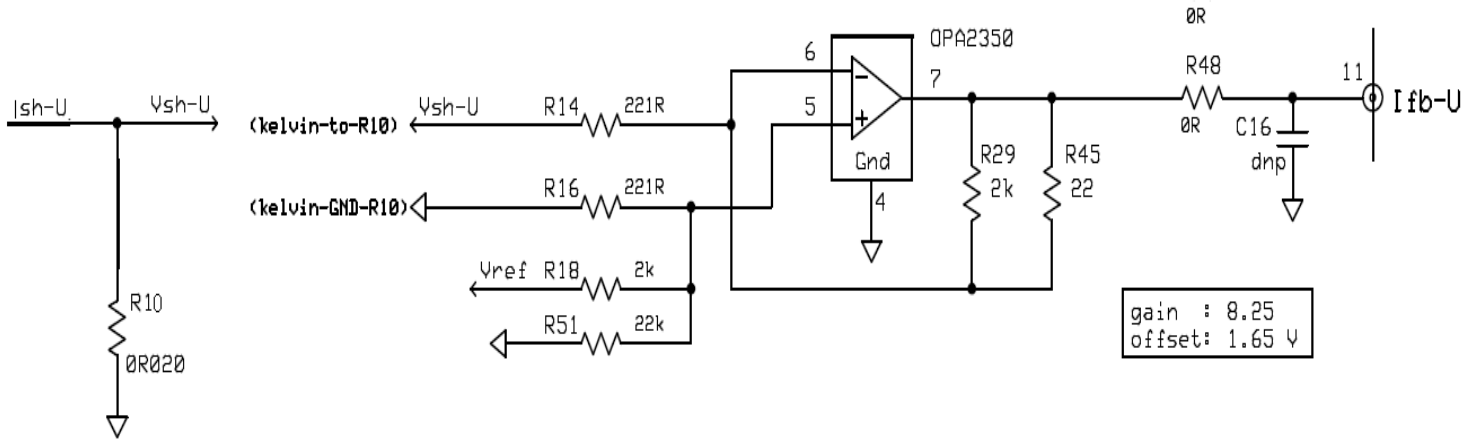 0R
OPA2350
6
7
R48
11
Ish-U
Vsh-U
(kelvin-to-R10)
Vsh-U
R14
221R
5
Ifb-U
0R
C16
dnp
Gnd
4
R29
2k
R45
22
(kelvin-GND-R10)
R16
221R
Vref
R18
2k
R10
0R020
R51
22k
gain : 8.25
offset: 1.65 V